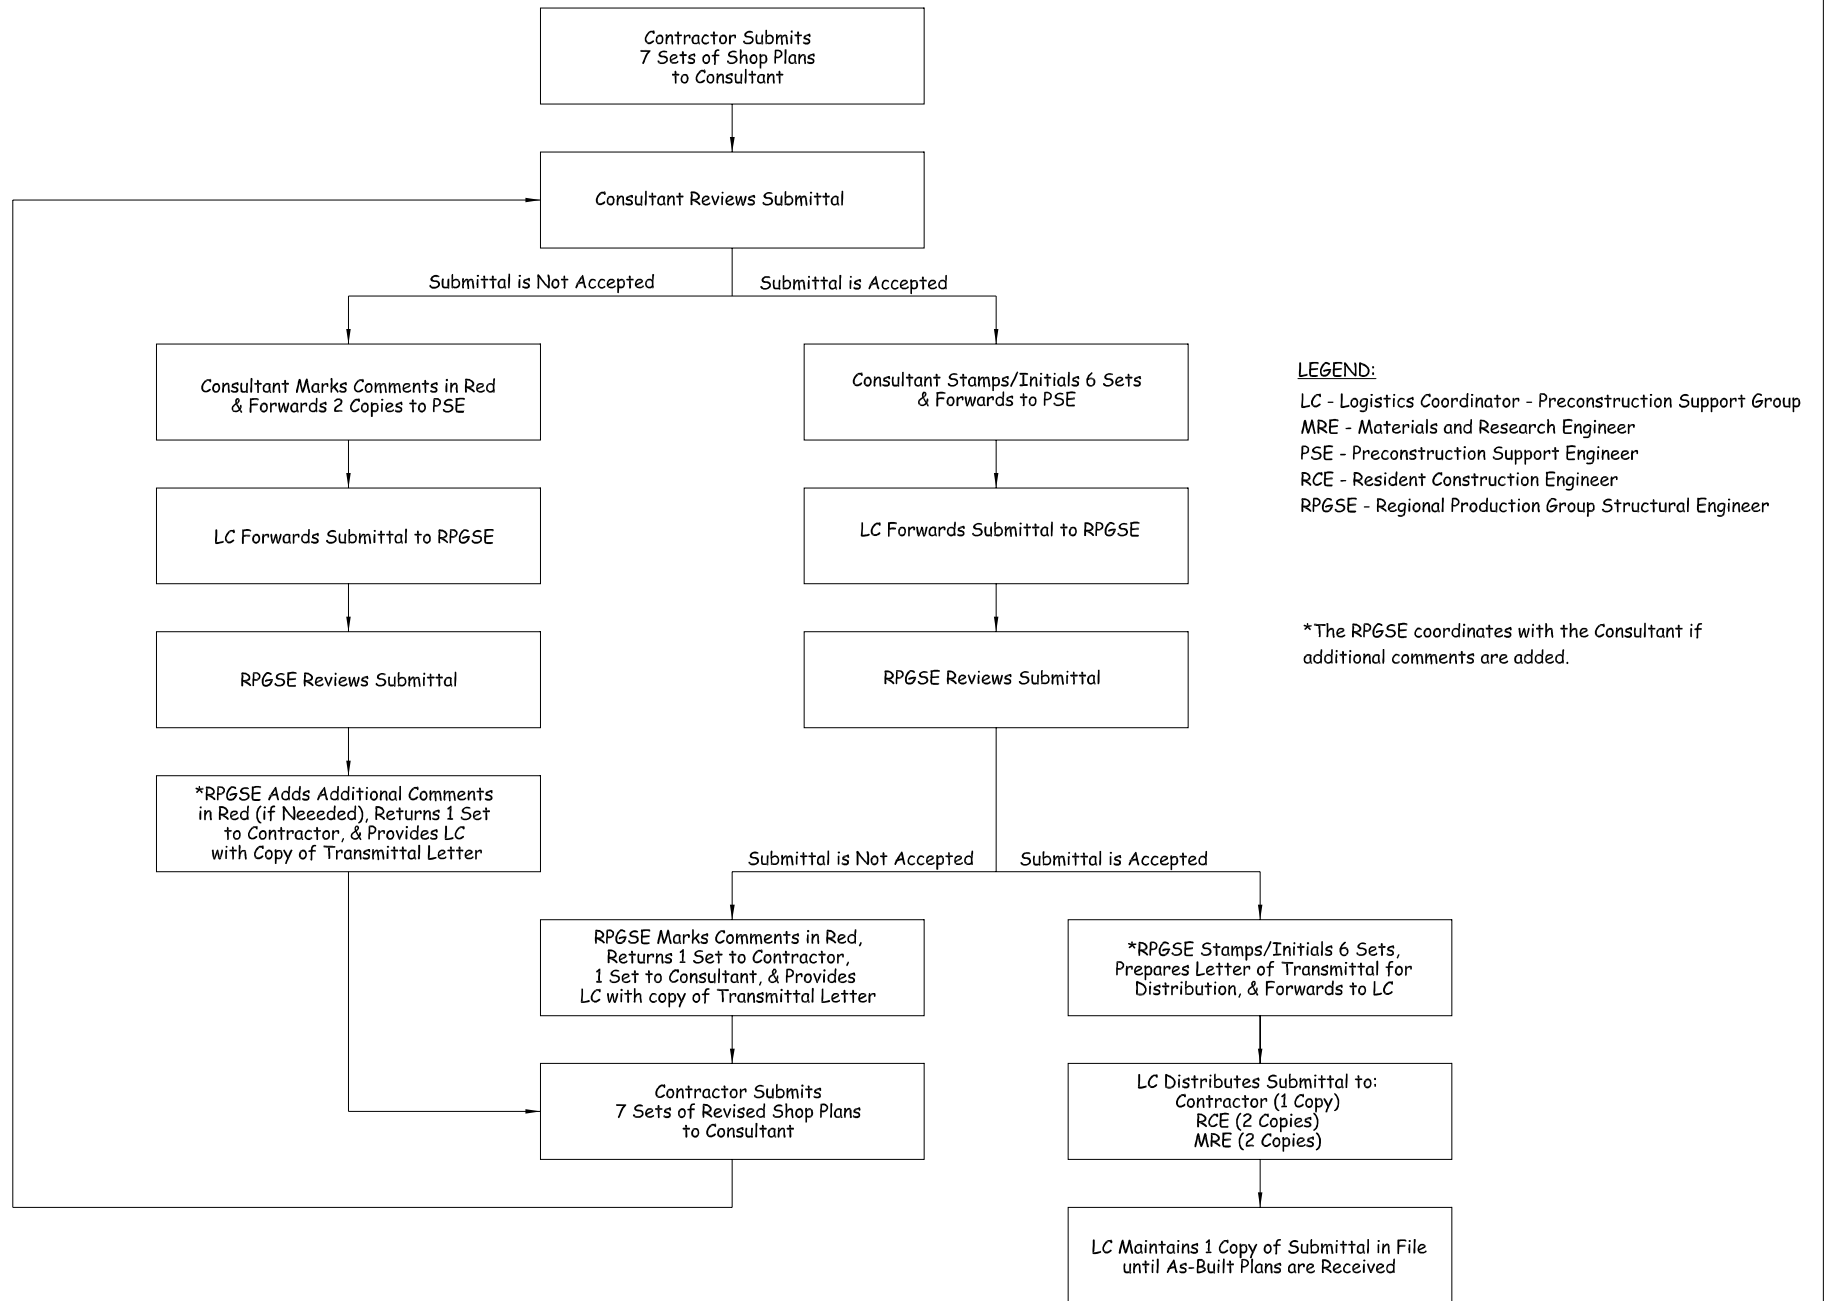 Contractor Submits
7 Sets of Shop Plans
to Consultant
Consultant Reviews Submittal
Submittal is Not Accepted
Submittal is Accepted
Consultant Marks Comments in Red
& Forwards 2 Copies to PSE
Consultant Stamps/Initials 6 Sets
& Forwards to PSE
LEGEND:
LC - Logistics Coordinator - Preconstruction Support Group
MRE - Materials and Research Engineer
PSE - Preconstruction Support Engineer
RCE - Resident Construction Engineer
RPGSE - Regional Production Group Structural Engineer
LC Forwards Submittal to RPGSE
LC Forwards Submittal to RPGSE
*The RPGSE coordinates with the Consultant if
additional comments are added.
RPGSE Reviews Submittal
RPGSE Reviews Submittal
*RPGSE Adds Additional Comments
in Red (if Neeeded), Returns 1 Set
to Contractor, & Provides LC
with Copy of Transmittal Letter
Submittal is Not Accepted
Submittal is Accepted
RPGSE Marks Comments in Red,
Returns 1 Set to Contractor,
1 Set to Consultant, & Provides
LC with copy of Transmittal Letter
*RPGSE Stamps/Initials 6 Sets,
Prepares Letter of Transmittal for
Distribution, & Forwards to LC
Contractor Submits
7 Sets of Revised Shop Plans
to Consultant
LC Distributes Submittal to:
Contractor (1 Copy)
RCE (2 Copies)
MRE (2 Copies)
LC Maintains 1 Copy of Submittal in File
until As-Built Plans are Received